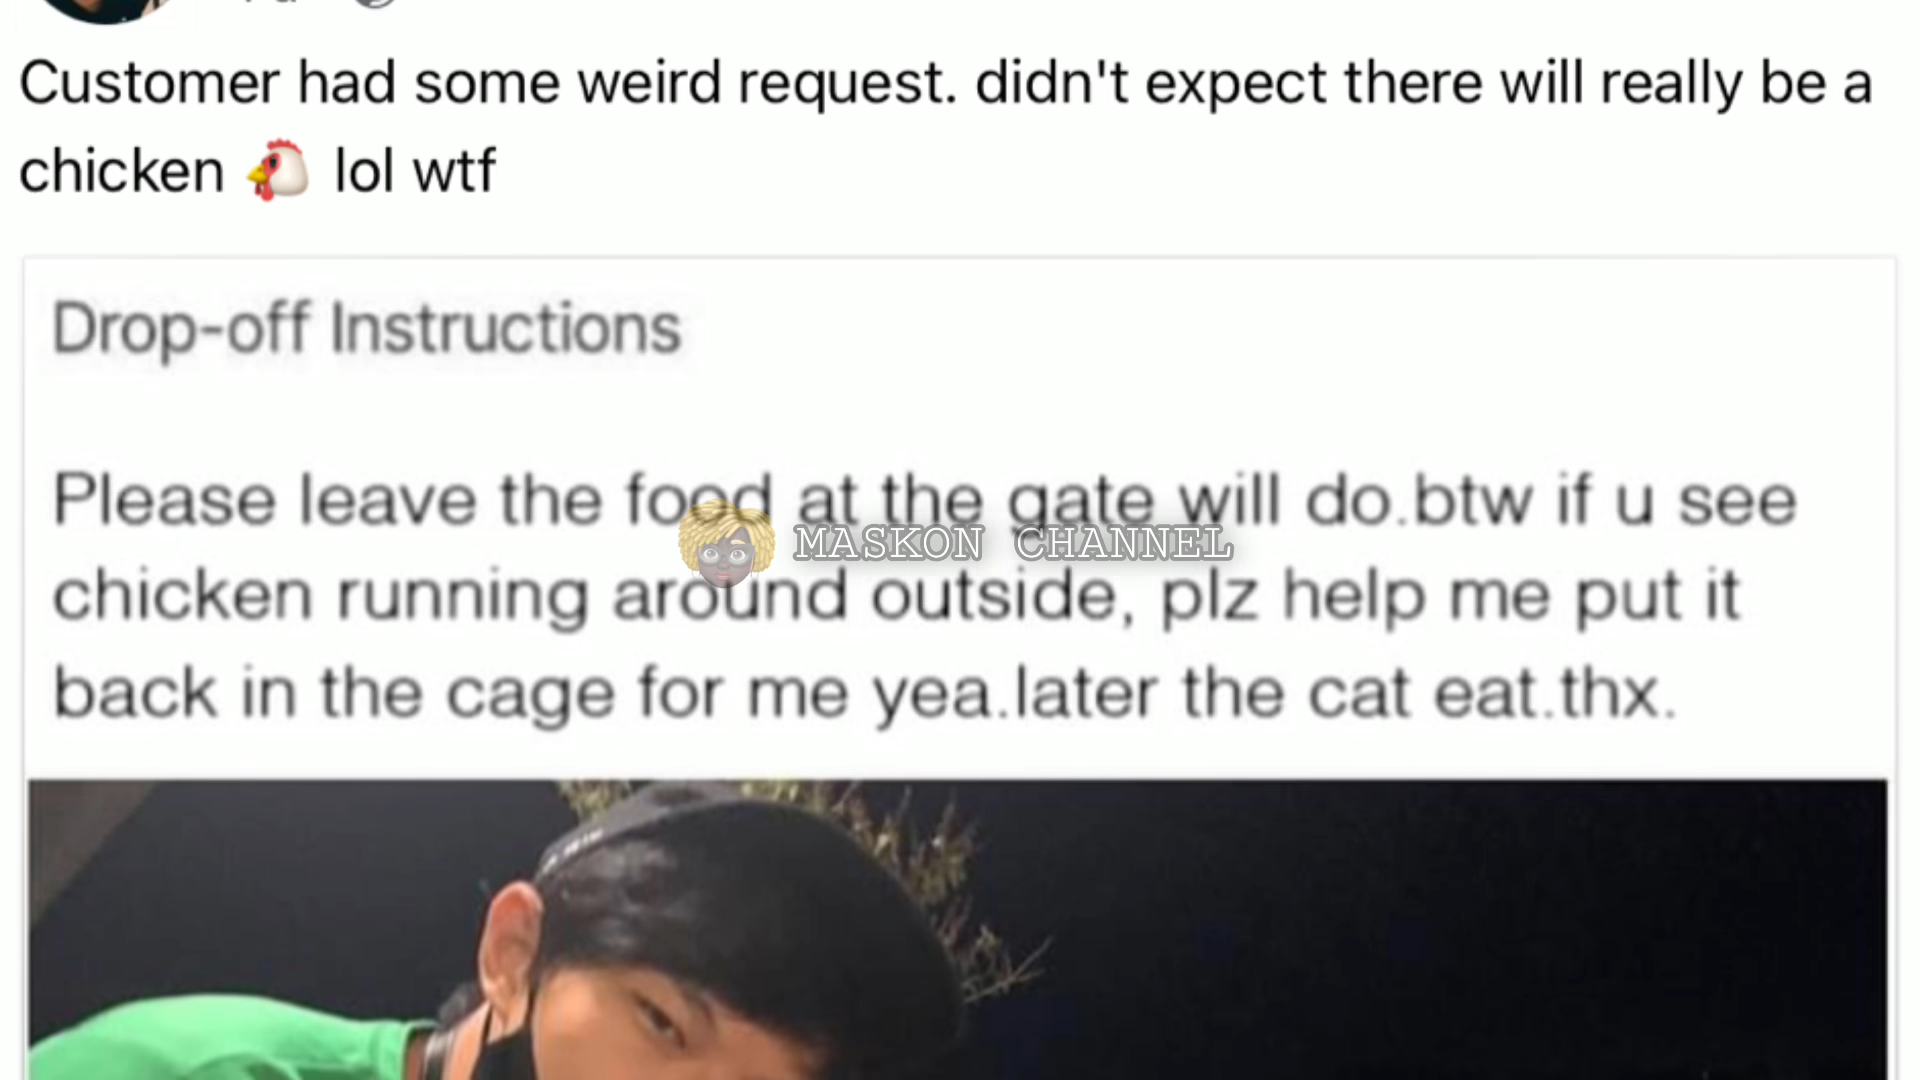 Customer had some weird request. didn't expect there will really be a
chicken 🐔 lol wtf
Drop-off Instructions
Please leave the food at the gate will do.btw if u see
MASKON CHANNEL
chicken running around outside, plz help me put it
back in the cage for me yea.later the cat eat.thx.